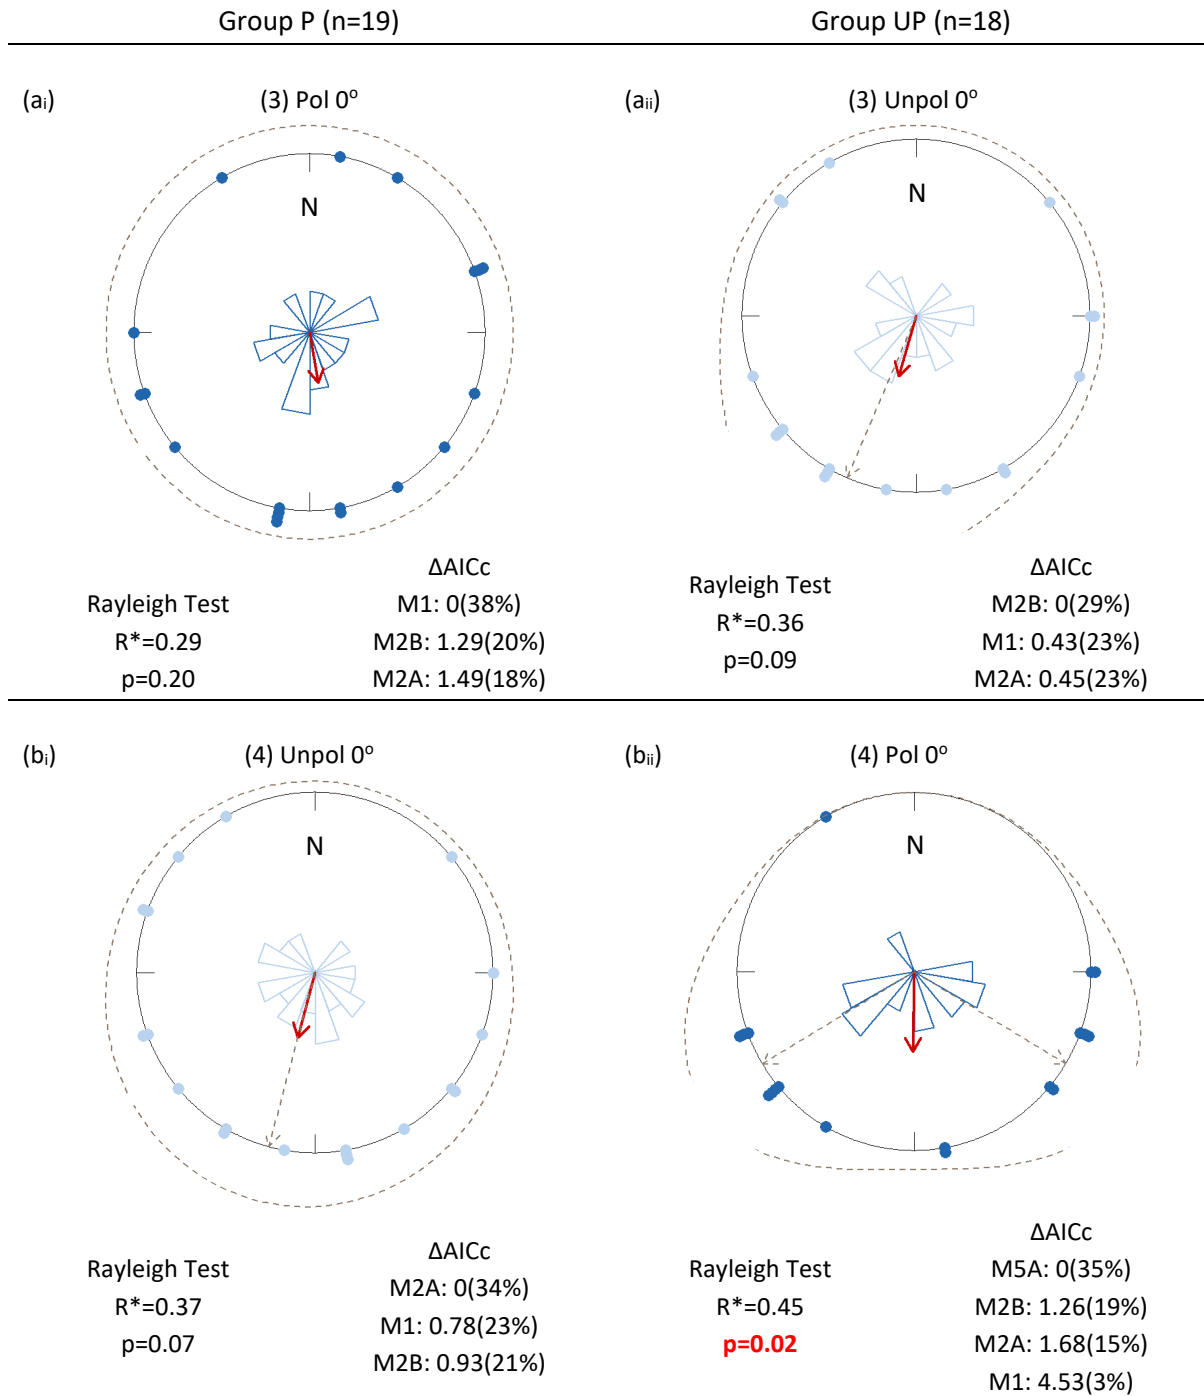 Group P (n=19)
Group UP (n=18)
(ai)
(3) Pol 0°
N
Rayleigh Test
R*=0.29
p=0.20
ΔAICc
M1: 0(38%)
M2B: 1.29(20%)
M2A: 1.49(18%)
(aii)
(3) Unpol 0°
N
Rayleigh Test
R*=0.36
p=0.09
ΔAICc
M2B: 0(29%)
M1: 0.43(23%)
M2A: 0.45(23%)
(bi)
(4) Unpol 0°
N
Rayleigh Test
R*=0.37
p=0.07
ΔAICc
M2A: 0(34%)
M1: 0.78(23%)
M2B: 0.93(21%)
(bii)
(4) Pol 0°
N
Rayleigh Test
R*=0.45
p=0.02
ΔAICc
M5A: 0(35%)
M2B: 1.26(19%)
M2A: 1.68(15%)
M1: 4.53(3%)